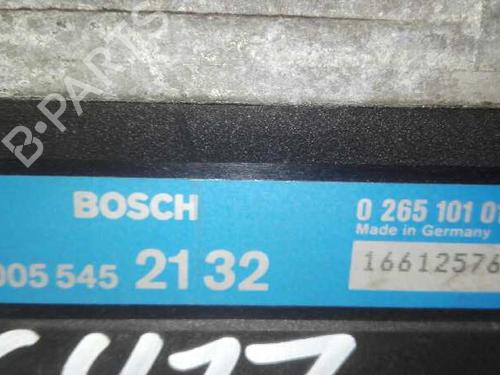 B-PARTS
BOSCH
0 265 101 01
Made in Germany
005 545 21 32
16612576